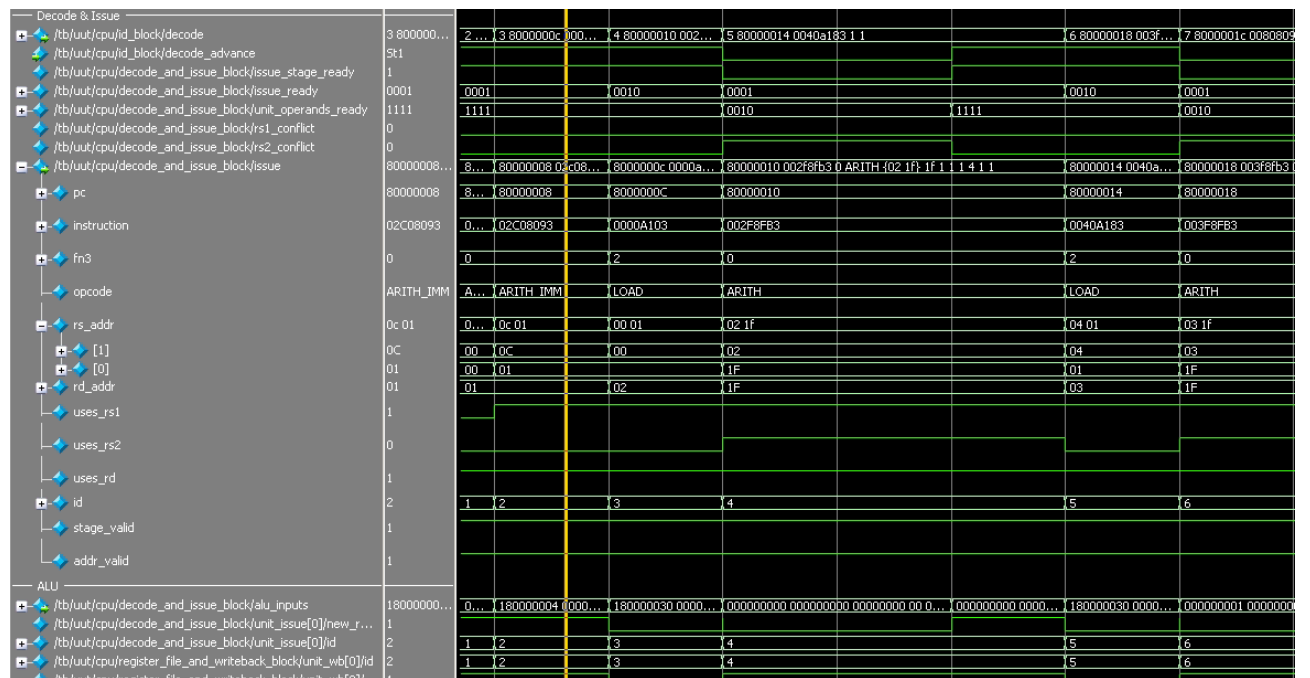 Decode & Issue
/tb/uut/cpu/id_block/decode 3 800000... 2 ... 3 8000000c 000... 4 80000010 002... 5 80000014 0040a183 1 1 6 80000018 003f... 7 8000001c 0080809
/tb/uut/cpu/id_block/decode_advance St1
/tb/uut/cpu/decode_and_issue_block/issue_stage_ready 1
/tb/uut/cpu/decode_and_issue_block/issue_ready 0001 0001 0010 0001 0010 0001
/tb/uut/cpu/decode_and_issue_block/unit_operands_ready 1111 1111 0010 1111 0010
/tb/uut/cpu/decode_and_issue_block/rs1_conflict 0
/tb/uut/cpu/decode_and_issue_block/rs2_conflict 0
/tb/uut/cpu/decode_and_issue_block/issue 80000008... 8... 80000008 02c08... 8000000c 0000a... 80000010 002f8fb3 0 ARITH {02 1f} 1f 1 1 1 4 1 1 80000014 0040a... 80000018 003f8fb3
pc 80000008 8... 80000008 8000000C 80000010 80000014 80000018
instruction 02C08093 0... 02C08093 0000A103 002F8FB3 0040A183 003F8FB3
fn3 0 0 2 0 2 0
opcode ARITH_IMM A... ARITH_IMM LOAD ARITH LOAD ARITH
rs_addr 0c 01 0... 0c 01 00 01 02 1f 04 01 03 1f
[1] 0C 00 0C 00 02 04 03
[0] 01 00 01 1F 01 1F
rd_addr 01 01 02 1F 03 1F
uses_rs1 1
uses_rs2 0
uses_rd 1
id 2 1 2 3 4 5 6
stage_valid 1
addr_valid 1
ALU
/tb/uut/cpu/decode_and_issue_block/alu_inputs 18000000... 0... 180000004 0000... 180000030 0000... 000000000 000000000 00000000 00 0... 000000000 0000... 180000030 0000... 000000001 0000000
/tb/uut/cpu/decode_and_issue_block/unit_issue[0]/new_r... 1
/tb/uut/cpu/decode_and_issue_block/unit_issue[0]/id 2 1 2 3 4 5 6
/tb/uut/cpu/register_file_and_writeback_block/unit_wb[0]/id 2 1 2 3 4 5 6